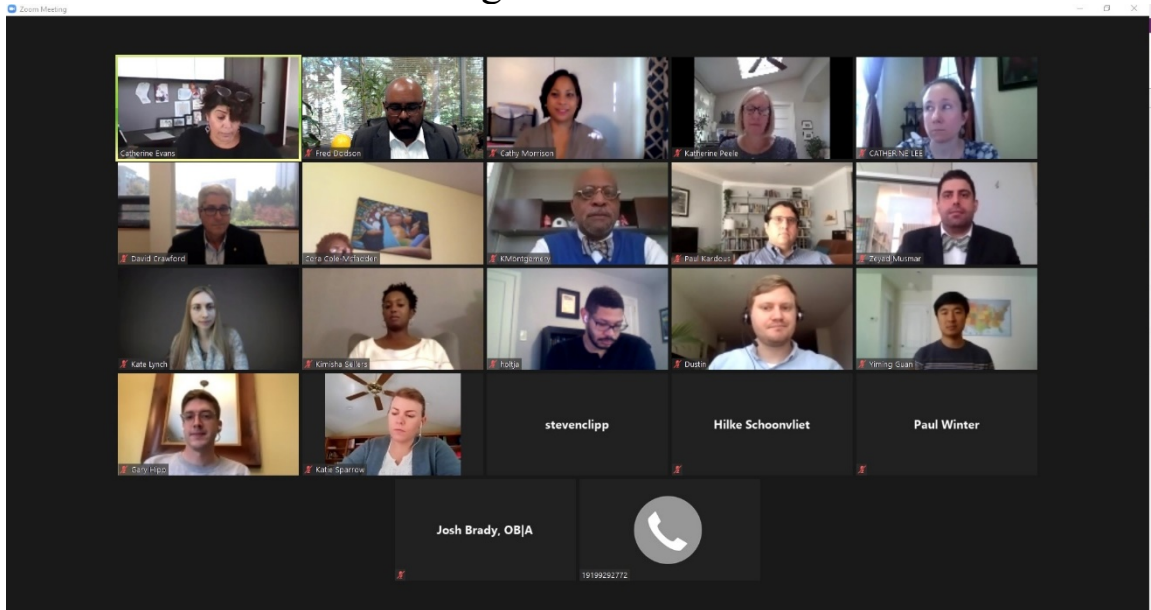 Zoom Meeting
Catherine Evans
Fred Dodson
Cathy Morrison
Katherine Peele
CATHERINE LEE
David Crawford
Cora Cole-McFadden
KMontgomery
Paul Kardous
Zeyad Musmar
Kate Lynch
Kimisha Sellers
holtja
Dustin
Yiming Guan
Gary Hipp
Katie Sparrow
stevenclipp
Hilke Schoonvliet
Paul Winter
Josh Brady, OB|A
19199292772